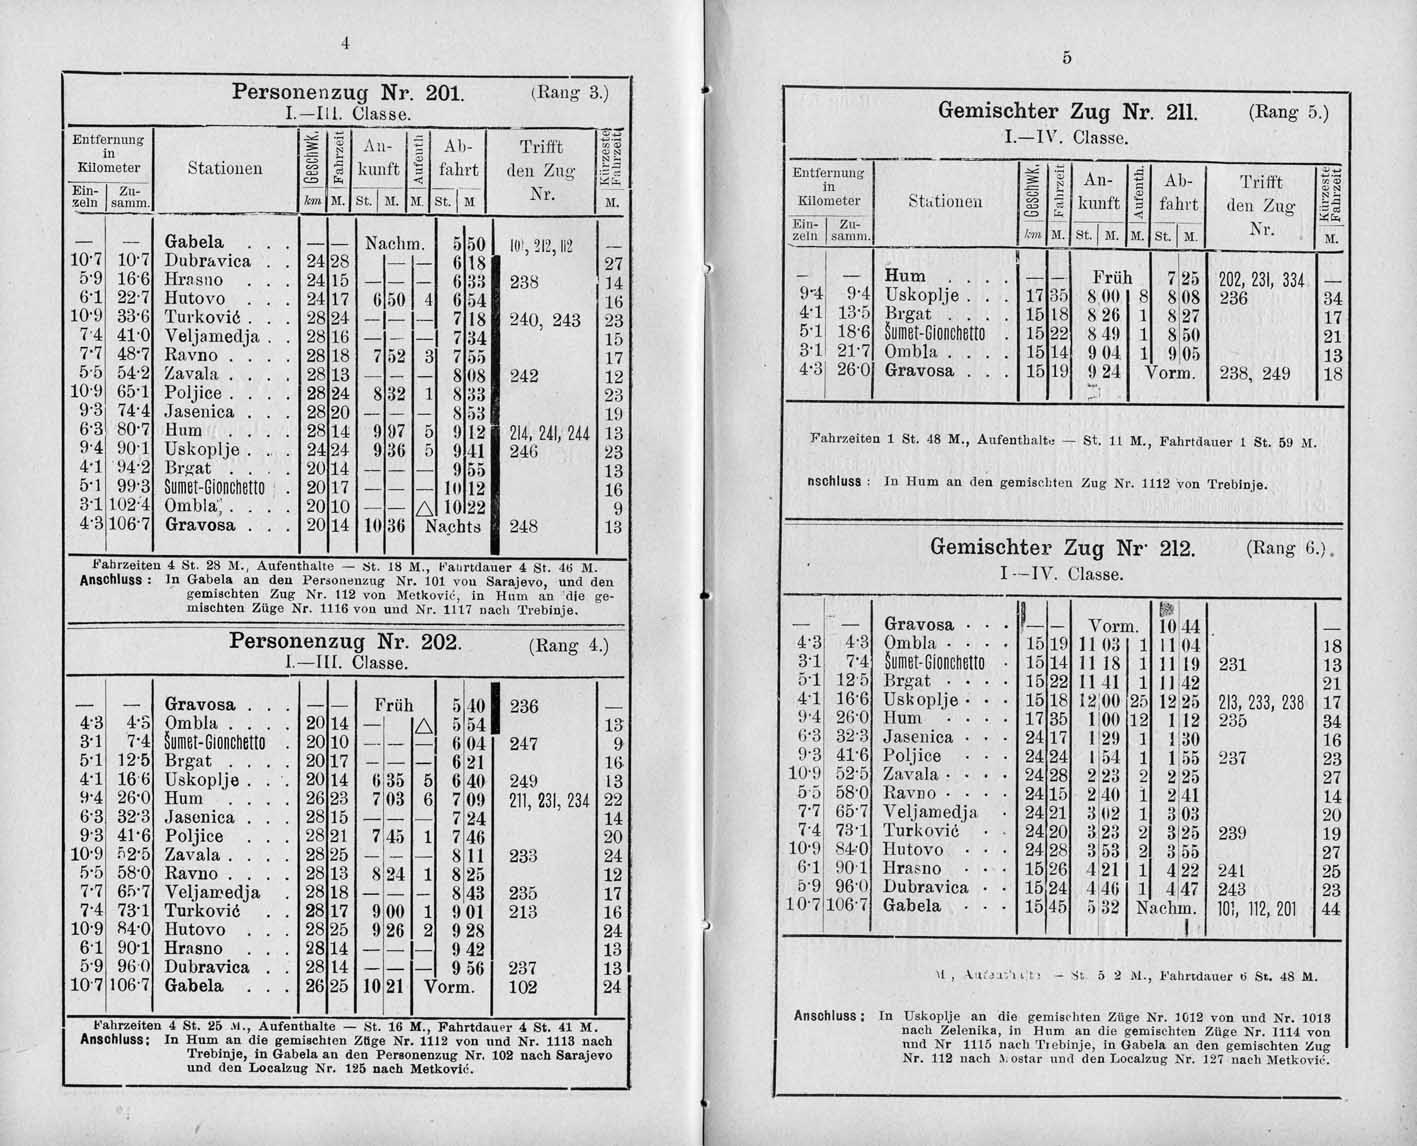 4
Personenzug Nr. 201. (Rang 3.)
I.—III. Classe.
Entfernung in Kilometer Stationen Geschwk. Fahrzeit An- kunft Aufenth Ab- fahrt Trifft den Zug Nr. Kürzeste Fahrzeit
Ein- zeln Zu- samm. km M. St. M. M. St. M M.
— — Gabela . . . — — Nachm. 5 50 101, 212, 112 —
10·7 10·7 Dubravica . . 24 28 — — 6 18 27
5·9 16·6 Hrasno . . . 24 15 — — 6 33 238 14
6·1 22·7 Hutovo . . . 24 17 6 50 4 6 54 16
10·9 33·6 Turković . . . 28 24 — — — 7 18 240, 243 23
7·4 41·0 Veljamedja . . 28 16 — — — 7 34 15
7·7 48·7 Ravno . . . . 28 18 7 52 3 7 55 17
5·5 54·2 Zavala . . . . 28 13 — — — 8 08 242 12
10·9 65·1 Poljice . . . . 28 24 8 32 1 8 33 23
9·3 74·4 Jasenica . . . 28 20 — — — 8 53 19
6·3 80·7 Hum . . . . 28 14 9 97 5 9 12 214, 241, 244 13
9·4 90·1 Uskoplje . . . 24 24 9 36 5 9 41 246 23
4·1 94·2 Brgat . . . . 20 14 — — — 9 55 13
5·1 99·3 Šumet-Gionchetto . 20 17 — — — 10 12 16
3·1 102·4 Ombla . . . . 20 10 — — △ 10 22 9
4·3 106·7 Gravosa . . . 20 14 10 36 Nachts 248 13
Fahrzeiten 4 St. 28 M., Aufenthalte — St. 18 M., Fahrtdauer 4 St. 46 M.
Anschluss : In Gabela an den Personenzug Nr. 101 von Sarajevo, und den
gemischten Zug Nr. 112 von Metković, in Hum an die ge-
mischten Züge Nr. 1116 von und Nr. 1117 nach Trebinje.
Personenzug Nr. 202. (Rang 4.)
I.—III. Classe.
— — Gravosa . . . — — Früh 5 40 236 —
4·3 4·3 Ombla . . . . 20 14 — △ 5 54 13
3·1 7·4 Šumet-Gionchetto . 20 10 — — — 6 04 247 9
5·1 12·5 Brgat . . . . 20 17 — — — 6 21 16
4·1 16·6 Uskoplje . . . 20 14 6 35 5 6 40 249 13
9·4 26·0 Hum . . . . 26 23 7 03 6 7 09 211, 231, 234 22
6·3 32·3 Jasenica . . . 28 15 — — — 7 24 14
9·3 41·6 Poljice . . . 28 21 7 45 1 7 46 20
10·9 52·5 Zavala . . . . 28 25 — — — 8 11 233 24
5·5 58·0 Ravno . . . . 28 13 8 24 1 8 25 12
7·7 65·7 Veljamedja . 28 18 — — — 8 43 235 17
7·4 73·1 Turković . . 28 17 9 00 1 9 01 213 16
10·9 84·0 Hutovo . . . 28 25 9 26 2 9 28 24
6·1 90·1 Hrasno . . . 28 14 — — — 9 42 13
5·9 96·0 Dubravica . . 28 14 — — — 9 56 237 13
10·7 106·7 Gabela . . . 26 25 10 21 Vorm. 102 24
Fahrzeiten 4 St. 25 M., Aufenthalte — St. 16 M., Fahrtdauer 4 St. 41 M.
Anschluss; In Hum an die gemischten Züge Nr. 1112 von und Nr. 1113 nach
Trebinje, in Gabela an den Personenzug Nr. 102 nach Sarajevo
und den Localzug Nr. 125 nach Metković.
5
Gemischter Zug Nr. 211. (Rang 5.)
I.—IV. Classe.
Entfernung in Kilometer Stationen Geschwk. Fahrzeit An- kunft Aufenth. Ab- fahrt Trifft den Zug Nr. Kürzeste Fahrzeit
Ein- zeln Zu- samm. km M. St. M. M. St. M. M.
— — Hum . . . . — — Früh 7 25 202, 231, 334 —
9·4 9·4 Uskoplje . . . 17 35 8 00 8 8 08 236 34
4·1 13·5 Brgat . . . . 15 18 8 26 1 8 27 17
5·1 18·6 Šumet-Gionchetto 15 22 8 49 1 8 50 21
3·1 21·7 Ombla . . . . 15 14 9 04 1 9 05 13
4·3 26·0 Gravosa . . . 15 19 9 24 Vorm. 238, 249 18
Fahrzeiten 1 St. 48 M., Aufenthalte — St. 11 M., Fahrtdauer 1 St. 59 M.
nschluss : In Hum an den gemischten Zug Nr. 1112 von Trebinje.
Gemischter Zug Nr. 212. (Rang 6.)
I.—IV. Classe.
— — Gravosa . . . — — Vorm. 10 44 —
4·3 4·3 Ombla . . . . 15 19 11 03 1 11 04 18
3·1 7·4 Šumet-Gionchetto . 15 14 11 18 1 11 19 231 13
5·1 12·5 Brgat . . . . 15 22 11 41 1 11 42 21
4·1 16·6 Uskoplje . . . 15 18 12 00 25 12 25 213, 233, 238 17
9·4 26·0 Hum . . . . 17 35 1 00 12 1 12 235 34
6·3 32·3 Jasenica . . . 24 17 1 29 1 1 30 16
9·3 41·6 Poljice . . . 24 24 1 54 1 1 55 237 23
10·9 52·5 Zavala . . . . 24 28 2 23 2 2 25 27
5·5 58·0 Ravno . . . . 24 15 2 40 1 2 41 14
7·7 65·7 Veljamedja . 24 21 3 02 1 3 03 20
7·4 73·1 Turković . . 24 20 3 23 2 3 25 239 19
10·9 84·0 Hutovo . . . 24 28 3 53 2 3 55 27
6·1 90·1 Hrasno . . . 15 26 4 21 1 4 22 241 25
5·9 96·0 Dubravica . . 15 24 4 46 1 4 47 243 23
10·7 106·7 Gabela . . . 15 45 5 32 Nachm. 101, 112, 201 44
M., Aufenthalte — St. 5 2 M., Fahrtdauer 6 St. 48 M.
Anschluss; In Uskoplje an die gemischten Züge Nr. 1012 von und Nr. 1013
nach Zelenika, in Hum an die gemischten Züge Nr. 1114 von
und Nr 1115 nach Trebinje, in Gabela an den gemischten Zug
Nr. 112 nach Mostar und den Localzug Nr. 127 nach Metković.